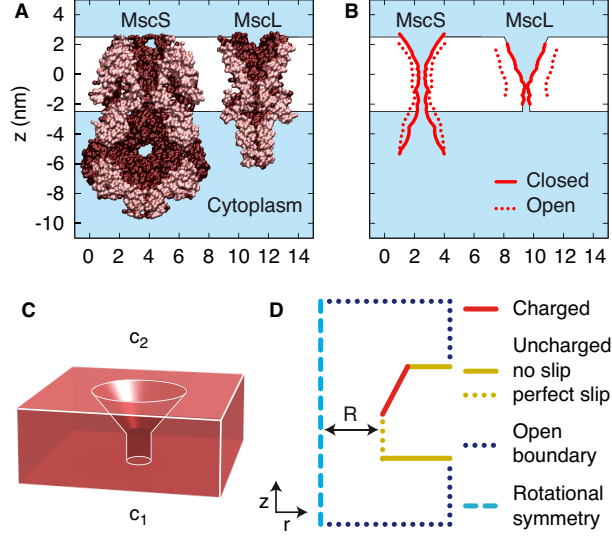 A
MscS
MscL
z (nm)
4
2
0
-2
-4
-6
-8
-10
Cytoplasm
0 2 4 6 8 10 12 14
B
MscS
MscL
Closed
Open
0 2 4 6 8 10 12 14
C
c2
c1
D
R
z
r
Charged
Uncharged
no slip
perfect slip
Open
boundary
Rotational
symmetry